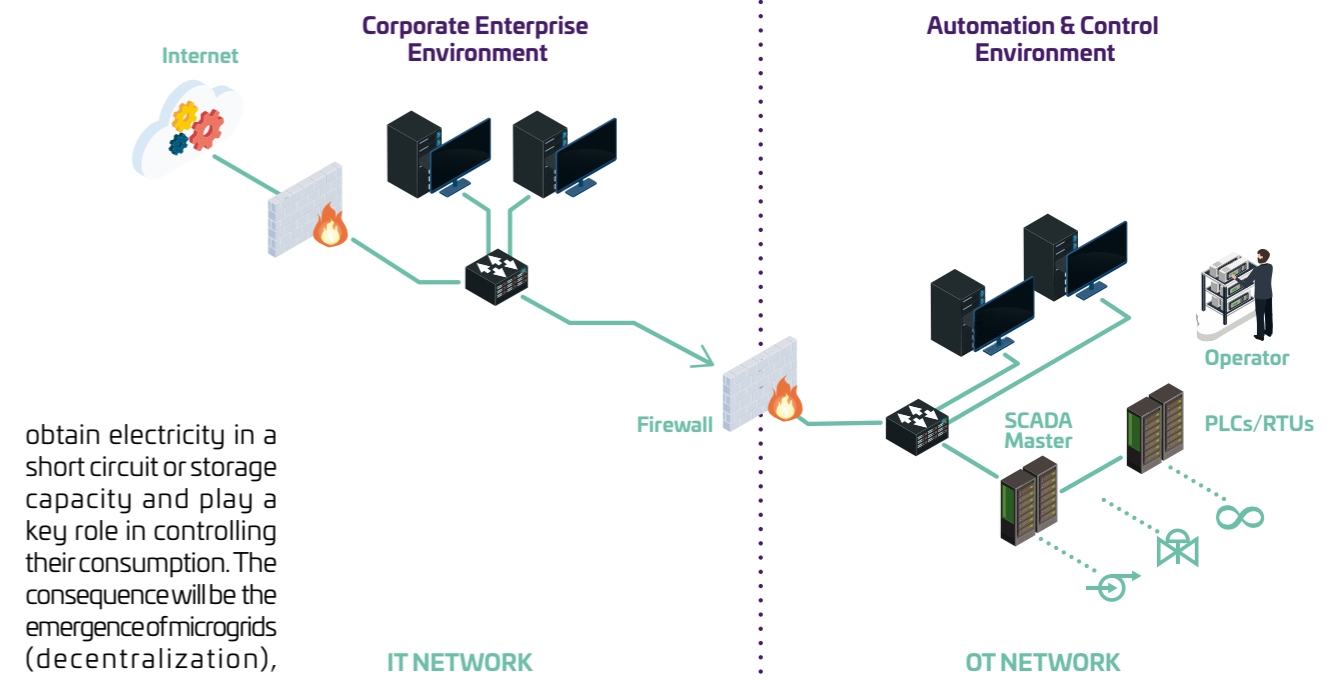 Corporate Enterprise
Environment
Automation & Control
Environment
Internet
Operator
Firewall
SCADA
Master
PLCs/RTUs
obtain electricity in a
short circuit or storage
capacity and play a
key role in controlling
their consumption. The
consequence will be the
emergence of microgrids
(decentralization),
IT NETWORK
OT NETWORK